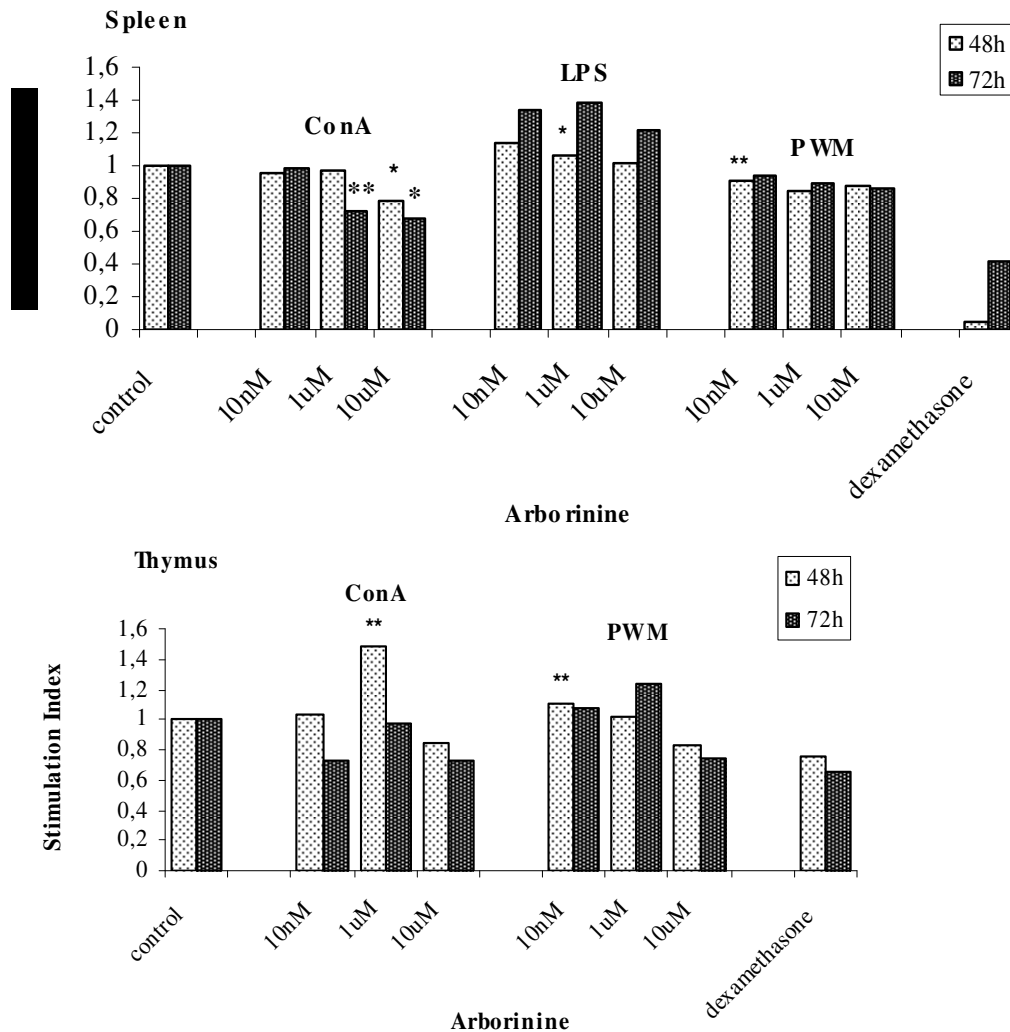 Spleen
48h
72h
1,6
1,4
1,2
1
0,8
0,6
0,4
0,2
0
ConA
LPS
PWM
**
*
*
*
**
control
10nM
1uM
10uM
10nM
1uM
10uM
10nM
1uM
10uM
dexamethasone
Arborinine
Thymus
48h
72h
Stimulation Index
1,6
1,4
1,2
1
0,8
0,6
0,4
0,2
0
ConA
**
PWM
**
control
10nM
1uM
10uM
10nM
1uM
10uM
dexamethasone
Arborinine